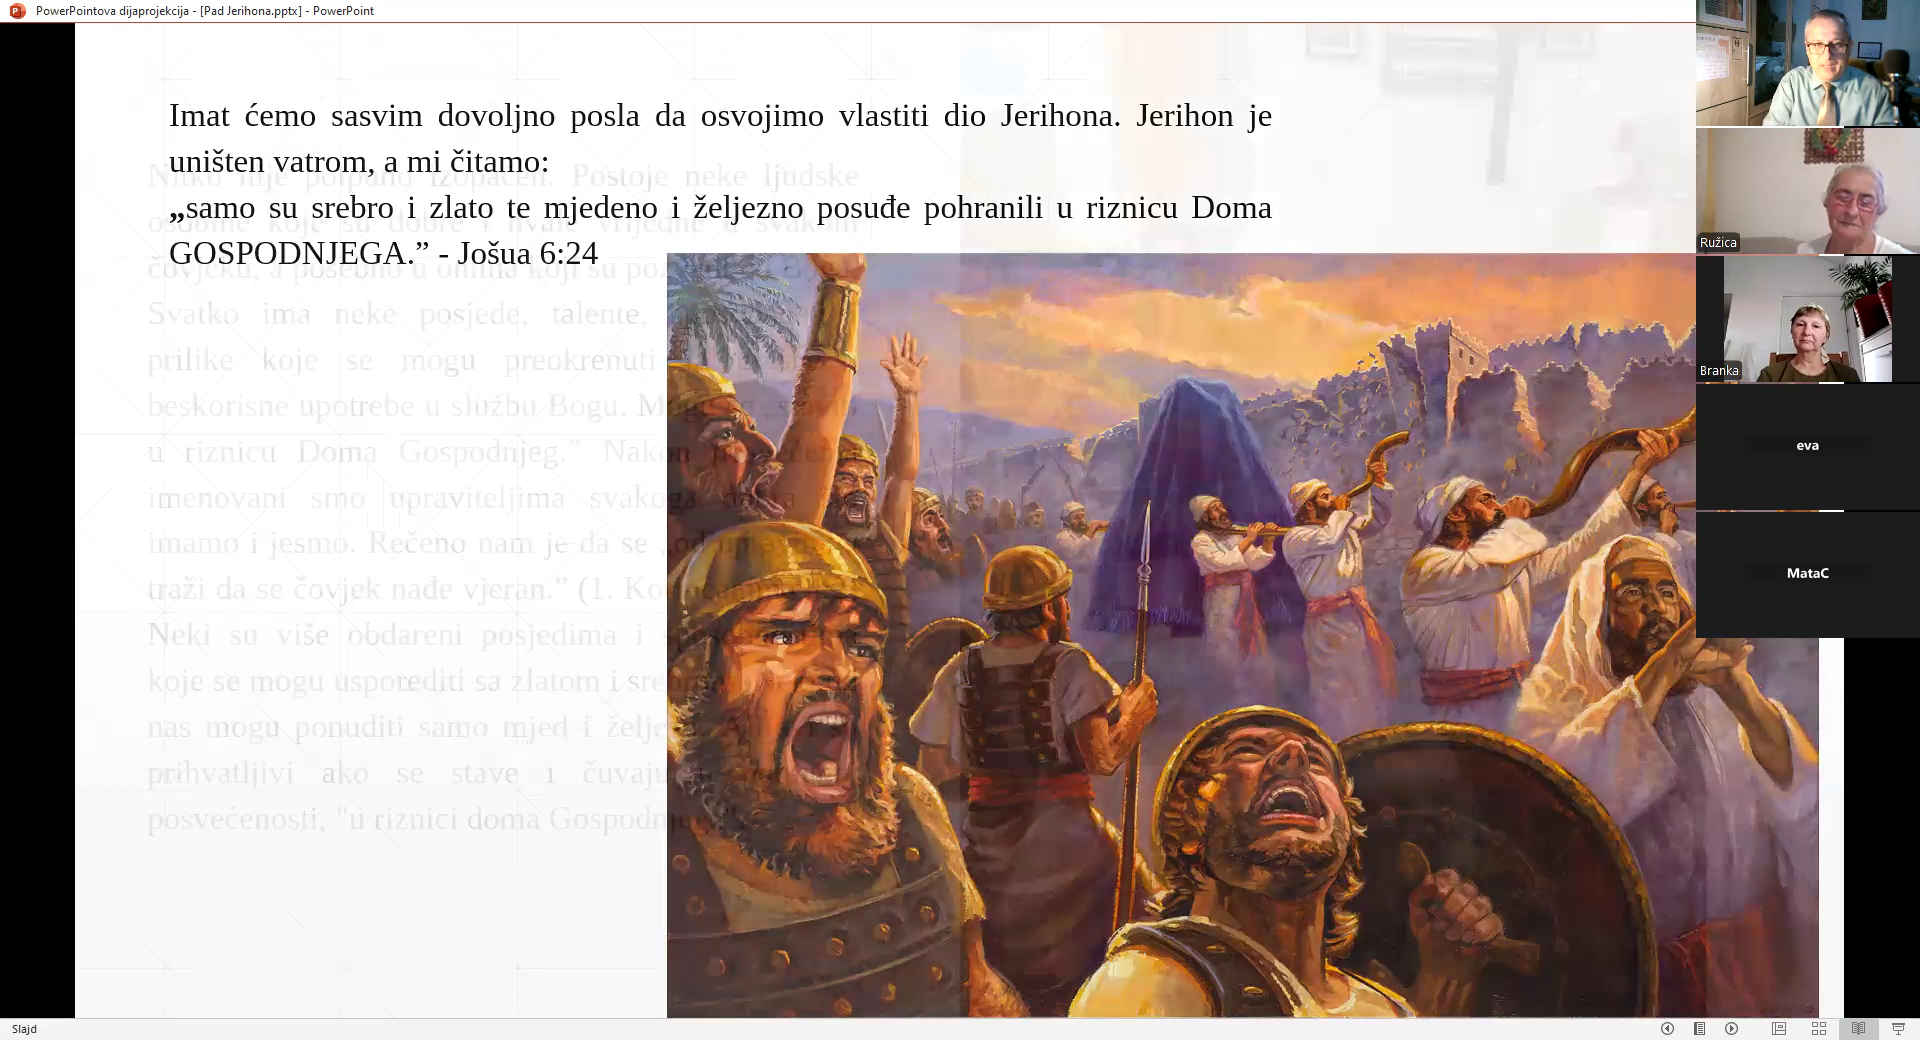 PowerPointova dijaprojekcija - [Pad Jerihona.pptx] - PowerPoint
Imat ćemo sasvim dovoljno posla da osvojimo vlastiti dio Jerihona. Jerihon je
uništen vatrom, a mi čitamo:
„samo su srebro i zlato te mjedeno i željezno posuđe pohranili u riznicu Doma
GOSPODNJEGA.” - Jošua 6:24
Postoje neke ljudske
Svatko ima neke posjede, talente,
prilike koje se mogu preokrenuti
beskorisne upotrebe u službu Bogu.
u riznicu Doma Gospodnjeg."
imenovani smo upraviteljima svakoga
imamo i jesmo. Rečeno nam je da se
traži da se čovjek nađe vjeran.” (1.
Neki su više obdareni posjedima i
koje se mogu usporediti sa zlatom i
nas mogu ponuditi samo mjed i
prihvatljivi ako se stave i čuvaju
posvećenosti, "u riznici doma
Ružica
Branka
eva
MataC
Slajd